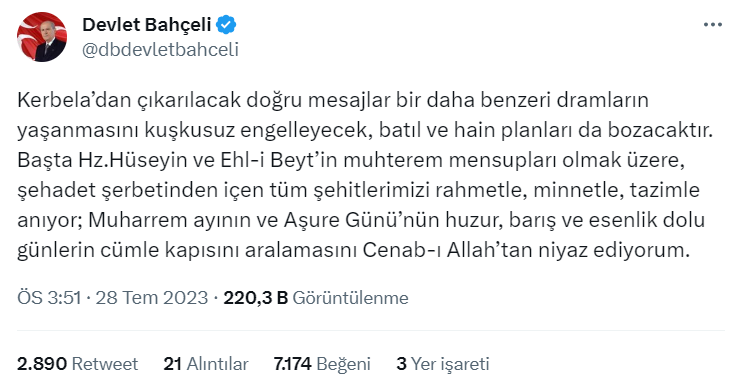 Devlet Bahçeli
@dbdevletbahceli
Kerbela’dan çıkarılacak doğru mesajlar bir daha benzeri dramların
yaşanmasını kuşkusuz engelleyecek, batıl ve hain planları da bozacaktır.
Başta Hz.Hüseyin ve Ehl-i Beyt’in muhterem mensupları olmak üzere,
şehadet şerbetinden içen tüm şehitlerimizi rahmetle, minnetle, tazimle
anıyor; Muharrem ayının ve Aşure Günü’nün huzur, barış ve esenlik dolu
günlerin cümle kapısını aralamasını Cenab-ı Allah’tan niyaz ediyorum.
ÖS 3:51 · 28 Tem 2023 · 220,3 B Görüntülenme
2.890 Retweet 21 Alıntılar 7.174 Beğeni 3 Yer işareti